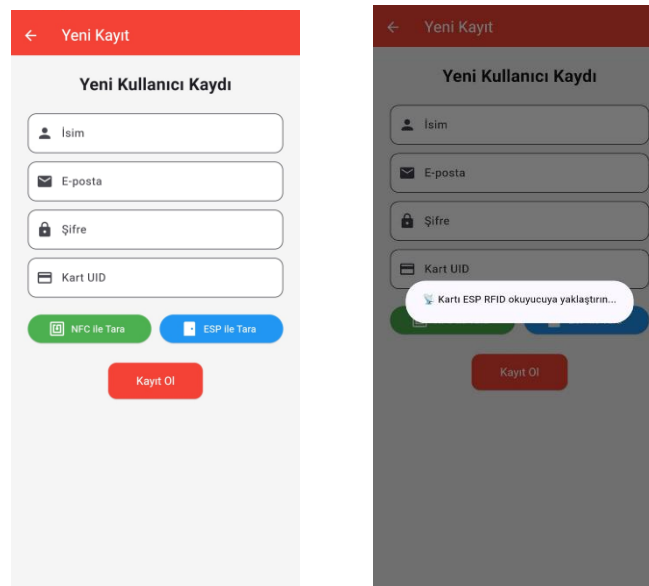 Yeni Kayıt
Yeni Kullanıcı Kaydı
İsim
E-posta
Şifre
Kart UID
NFC ile Tara
ESP ile Tara
Kayıt Ol
Yeni Kayıt
Yeni Kullanıcı Kaydı
İsim
E-posta
Şifre
Kart UID
Kartı ESP RFID okuyucuya yaklaştırın...
Kayıt Ol